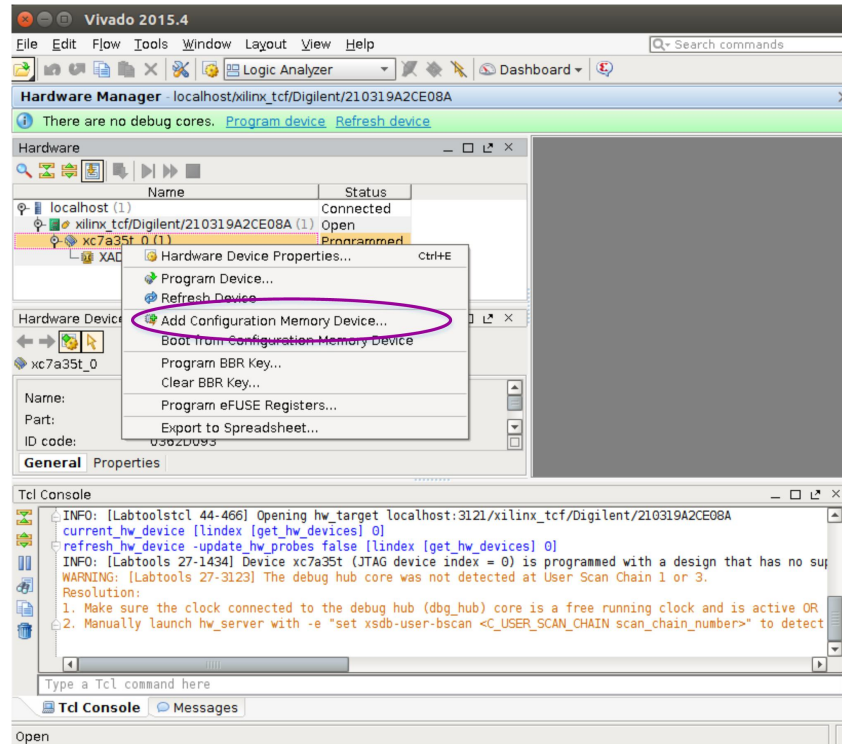 Vivado 2015.4
File Edit Flow Tools Window Layout View Help Search commands
Logic Analyzer Dashboard
Hardware Manager - localhost/xilinx_tcf/Digilent/210319A2CE08A
There are no debug cores. Program device Refresh device
Hardware
Name Status
localhost (1) Connected
xilinx_tcf/Digilent/210319A2CE08A (1) Open
xc7a35t_0 (1) Programmed
XAD
Hardware Device Properties... Ctrl+E
Program Device...
Refresh Device
Add Configuration Memory Device...
Boot from Configuration Memory Device
Program BBR Key...
Clear BBR Key...
Program eFUSE Registers...
Export to Spreadsheet...
Hardware Device
xc7a35t_0
Name:
Part:
ID code: 0362D093
General Properties
Tcl Console
INFO: [Labtoolstcl 44-466] Opening hw_target localhost:3121/xilinx_tcf/Digilent/210319A2CE08A
current_hw_device [lindex [get_hw_devices] 0]
refresh_hw_device -update_hw_probes false [lindex [get_hw_devices] 0]
INFO: [Labtools 27-1434] Device xc7a35t (JTAG device index = 0) is programmed with a design that has no sup
WARNING: [Labtools 27-3123] The debug hub core was not detected at User Scan Chain 1 or 3.
Resolution:
1. Make sure the clock connected to the debug hub (dbg_hub) core is a free running clock and is active OR
2. Manually launch hw_server with -e "set xsdb-user-bscan <C_USER_SCAN_CHAIN scan_chain_number>" to detect
Type a Tcl command here
Tcl Console Messages
Open